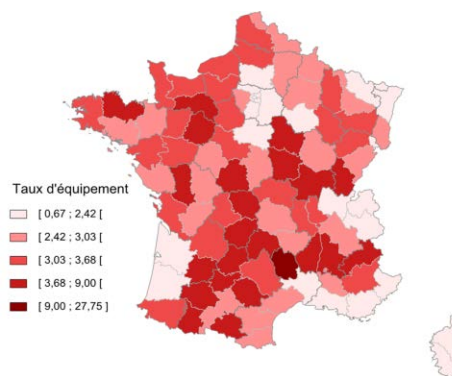 Taux d'équipement
[ 0,67 ; 2,42 [
[ 2,42 ; 3,03 [
[ 3,03 ; 3,68 [
[ 3,68 ; 9,00 [
[ 9,00 ; 27,75 ]